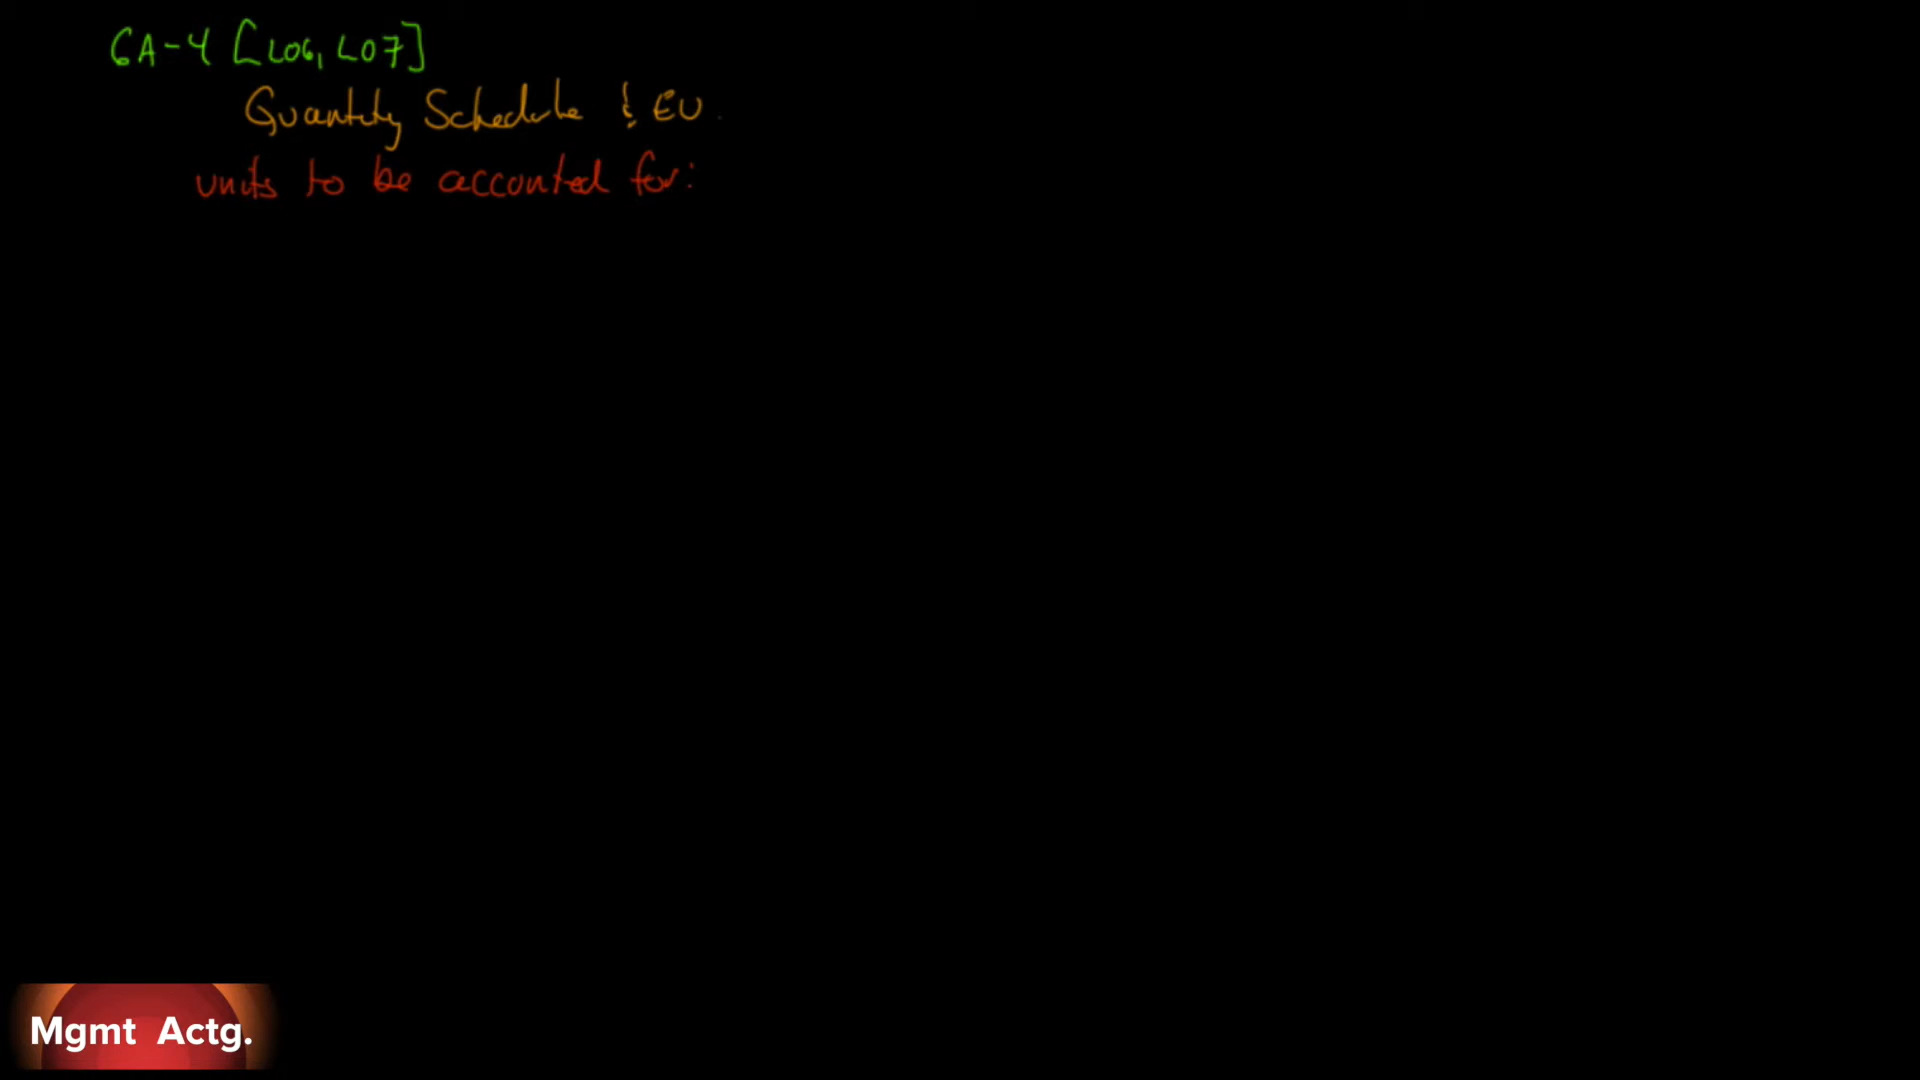 6A-4 [LO6, LO7]
Quantity Schedule & EU
units to be accounted for:
Mgmt Actg.